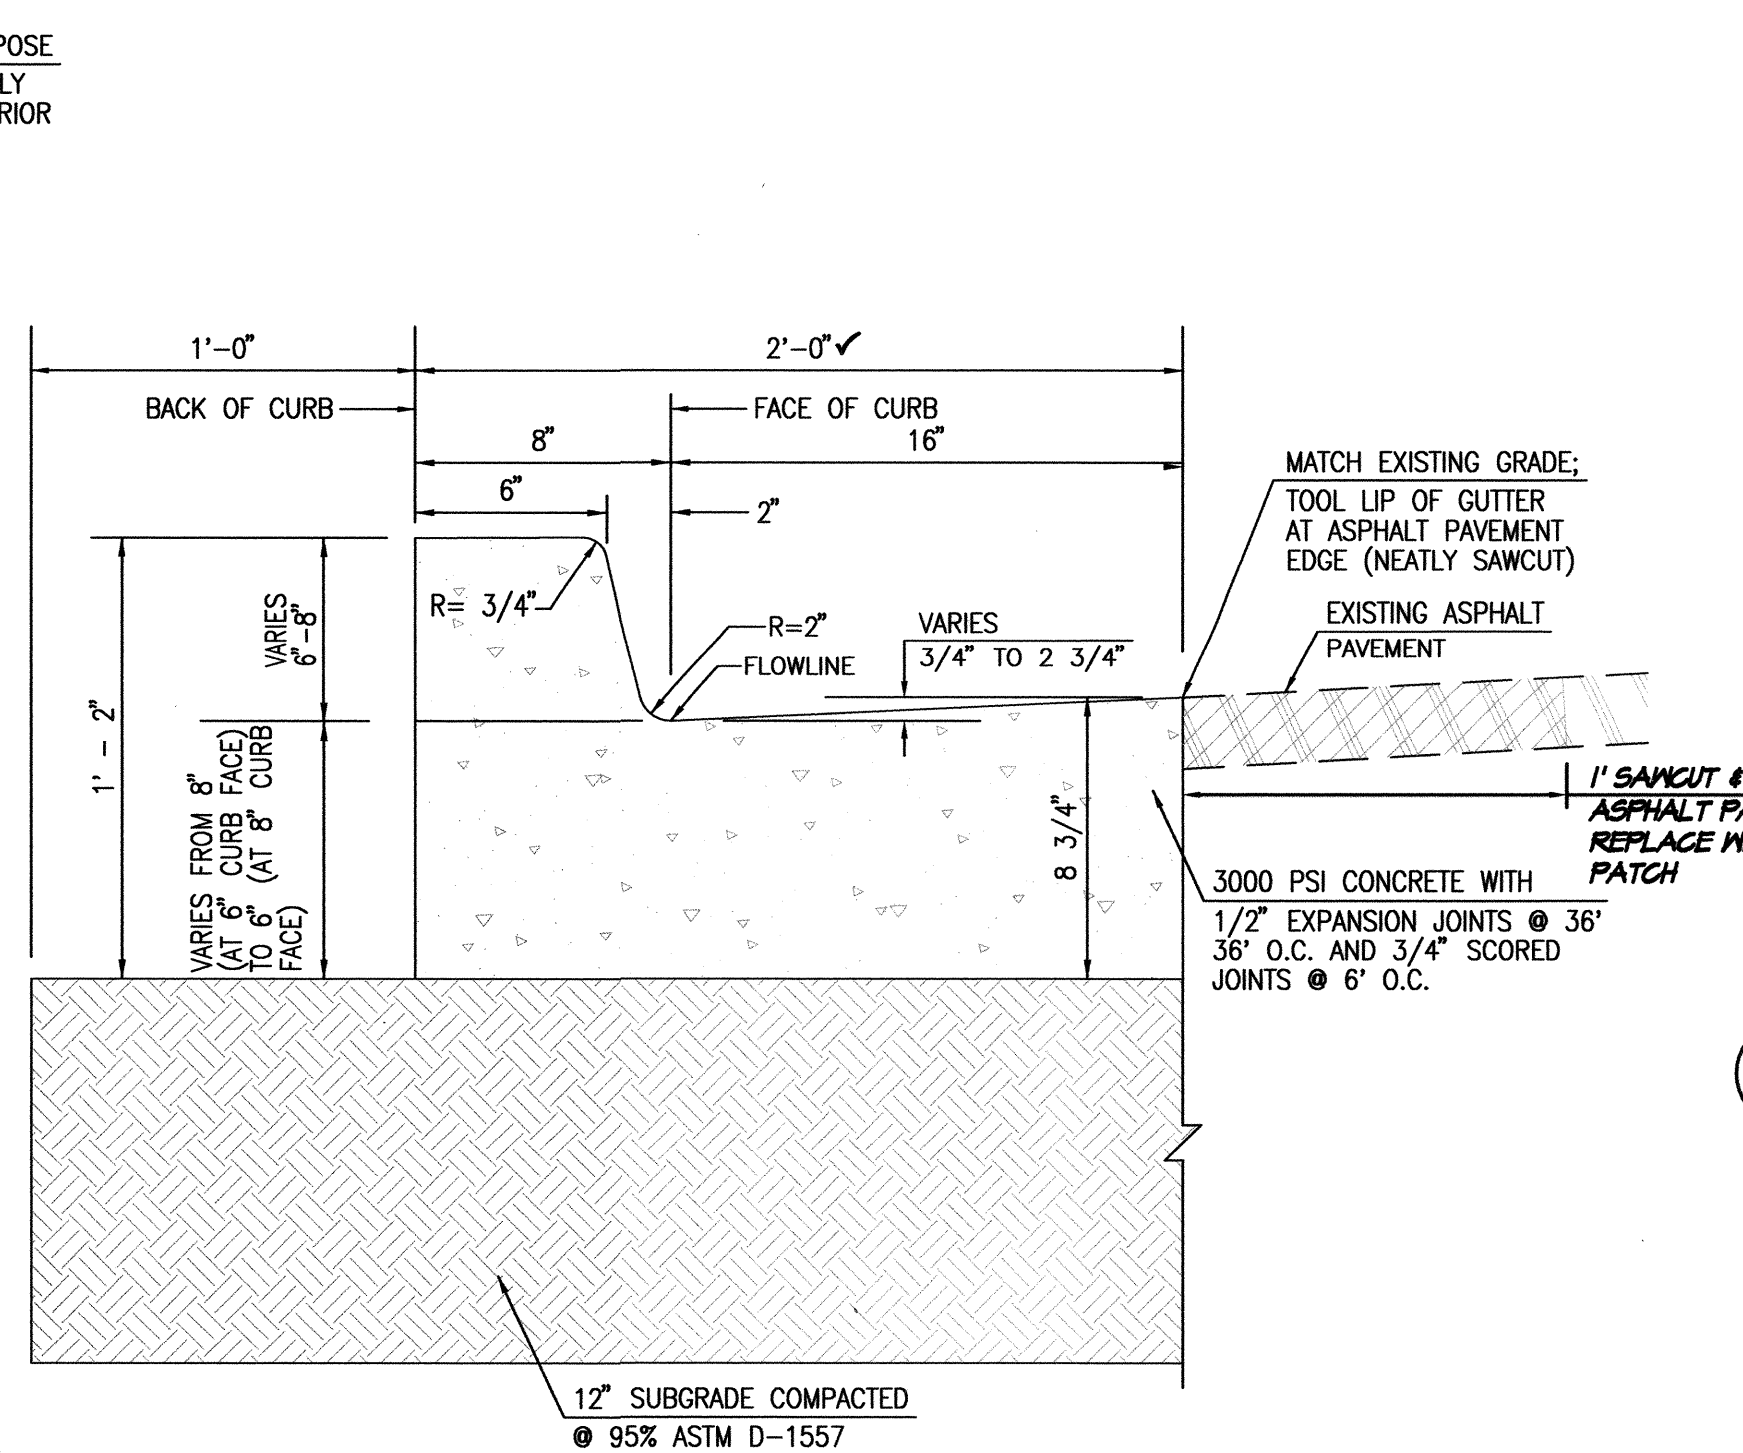 POSE
LY
RIOR
1'-0"
2'-0"✓
BACK OF CURB
FACE OF CURB
8"
16"
6"
2"
MATCH EXISTING GRADE;
TOOL LIP OF GUTTER
AT ASPHALT PAVEMENT
EDGE (NEATLY SAWCUT)
R= 3/4"
R=2"
FLOWLINE
VARIES
3/4" TO 2 3/4"
EXISTING ASPHALT
PAVEMENT
VARIES
6"-8"
1' - 2"
VARIES FROM 8"
(AT 6" CURB FACE)
TO 6" (AT 8" CURB
FACE)
8 3/4"
1' SAWCUT &
ASPHALT PA
REPLACE W
PATCH
3000 PSI CONCRETE WITH
1/2" EXPANSION JOINTS @ 36'
36' O.C. AND 3/4" SCORED
JOINTS @ 6' O.C.
12" SUBGRADE COMPACTED
@ 95% ASTM D-1557